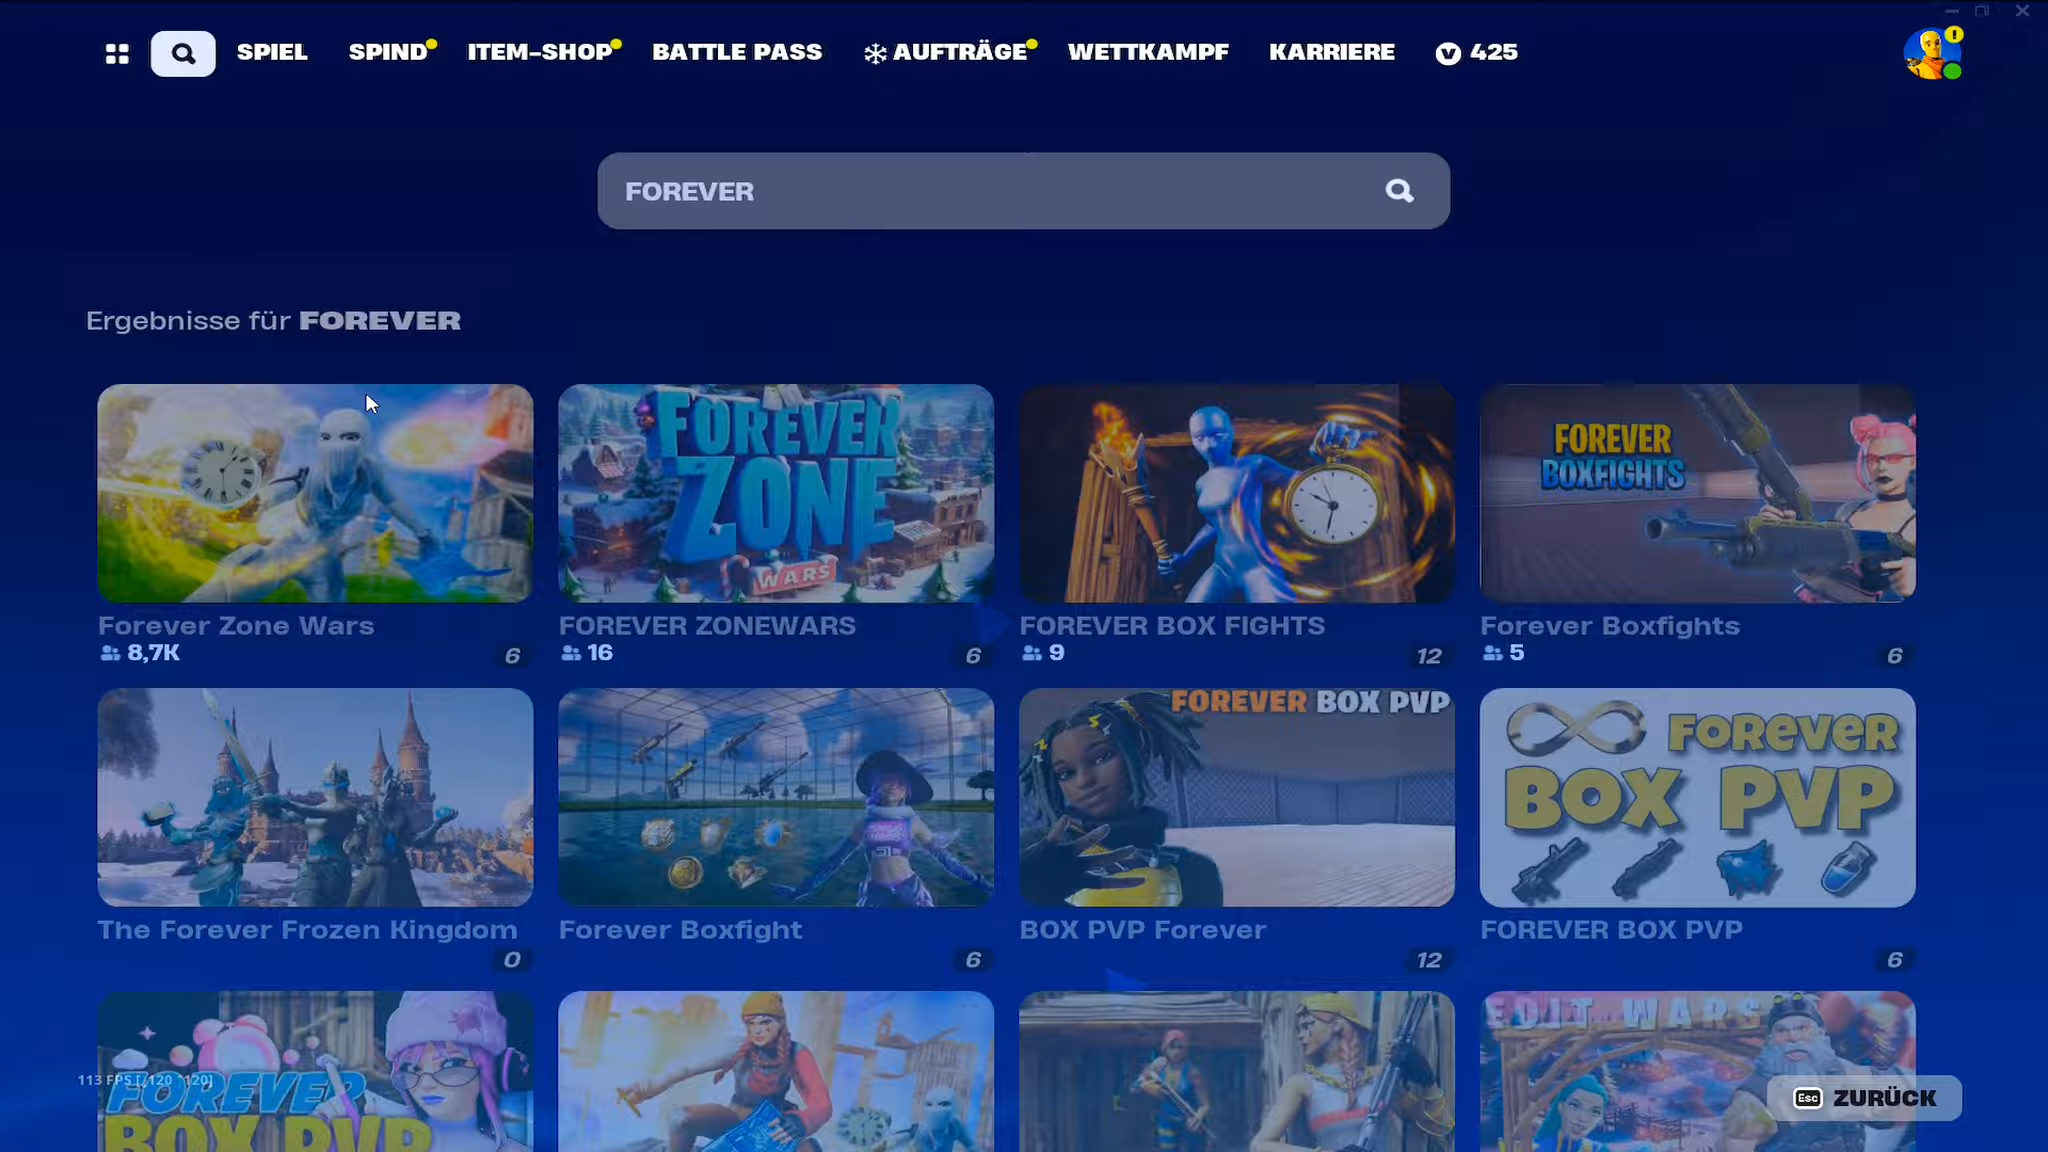 SPIEL SPIND ITEM-SHOP BATTLE PASS AUFTRÄGE WETTKAMPF KARRIERE V 425
FOREVER
Ergebnisse für FOREVER
FOREVER
ZONE
WARS
FOREVER
BOXFIGHTS
Forever Zone Wars
FOREVER ZONEWARS
FOREVER BOX FIGHTS
Forever Boxfights
8,7K 6
16 6
9 12
5 6
FOREVER BOX PVP
FOREVER
BOX PVP
The Forever Frozen Kingdom
Forever Boxfight
BOX PVP Forever
FOREVER BOX PVP
0
6
12
6
FOREVER
BOX PVP
EDIT WARS
Esc ZURÜCK